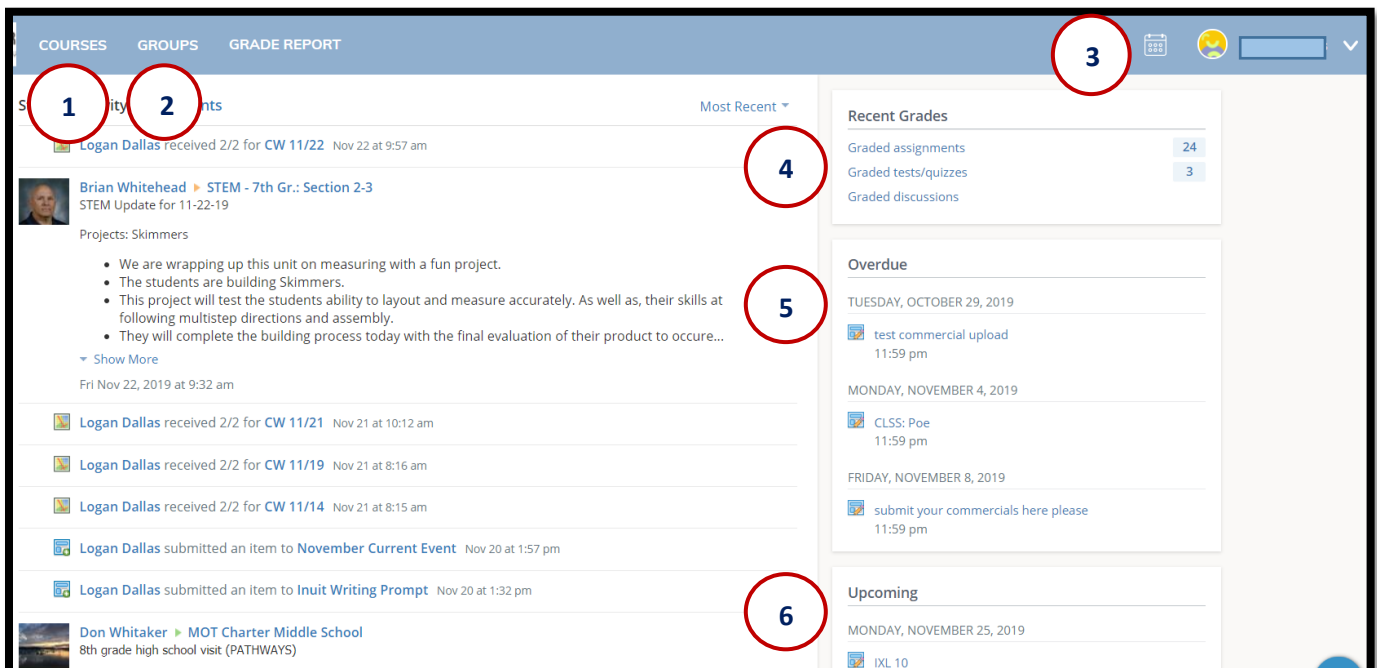 COURSES GROUPS GRADE REPORT
3
1
2
Most Recent
Logan Dallas received 2/2 for CW 11/22 Nov 22 at 9:57 am
Brian Whitehead STEM - 7th Gr.: Section 2-3
STEM Update for 11-22-19
Projects: Skimmers
• We are wrapping up this unit on measuring with a fun project.
• The students are building Skimmers.
• This project will test the students ability to layout and measure accurately. As well as, their skills at
following multistep directions and assembly.
• They will complete the building process today with the final evaluation of their product to occure...
Show More
Fri Nov 22, 2019 at 9:32 am
Logan Dallas received 2/2 for CW 11/21 Nov 21 at 10:12 am
Logan Dallas received 2/2 for CW 11/19 Nov 21 at 8:16 am
Logan Dallas received 2/2 for CW 11/14 Nov 21 at 8:15 am
Logan Dallas submitted an item to November Current Event Nov 20 at 1:57 pm
Logan Dallas submitted an item to Inuit Writing Prompt Nov 20 at 1:32 pm
Don Whitaker MOT Charter Middle School
8th grade high school visit (PATHWAYS)
4
Recent Grades
Graded assignments 24
Graded tests/quizzes 3
Graded discussions
5
Overdue
TUESDAY, OCTOBER 29, 2019
test commercial upload
11:59 pm
MONDAY, NOVEMBER 4, 2019
CLSS: Poe
11:59 pm
FRIDAY, NOVEMBER 8, 2019
submit your commercials here please
11:59 pm
6
Upcoming
MONDAY, NOVEMBER 25, 2019
IXL 10